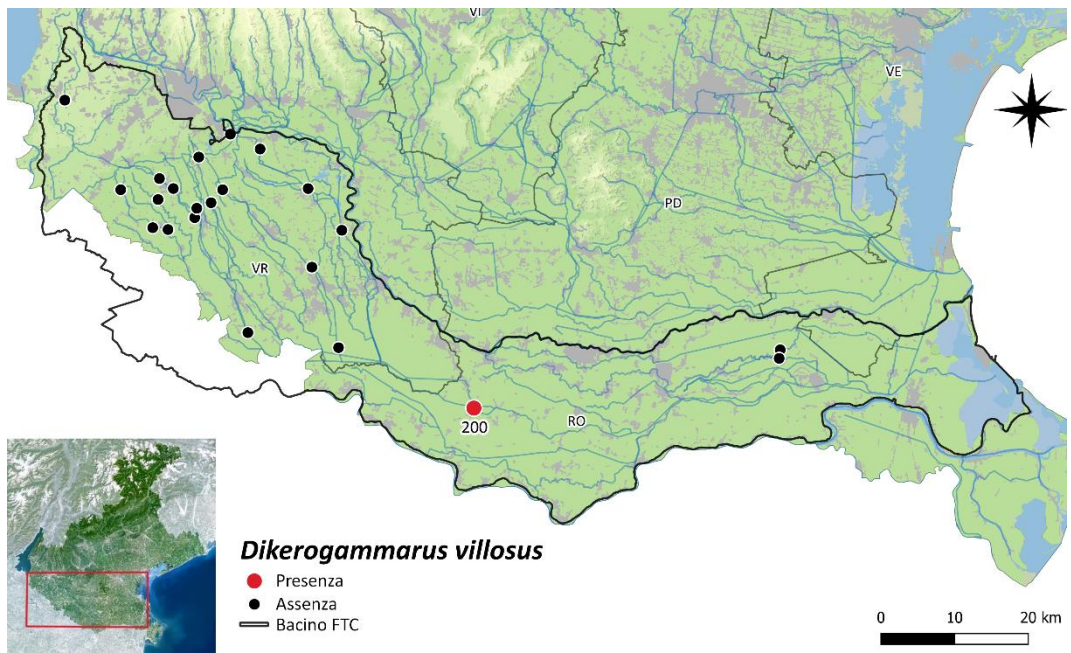 VI
VE
PD
VR
RO
200
Dikerogammarus villosus
Presenza
Assenza
Bacino FTC
0 10 20 km